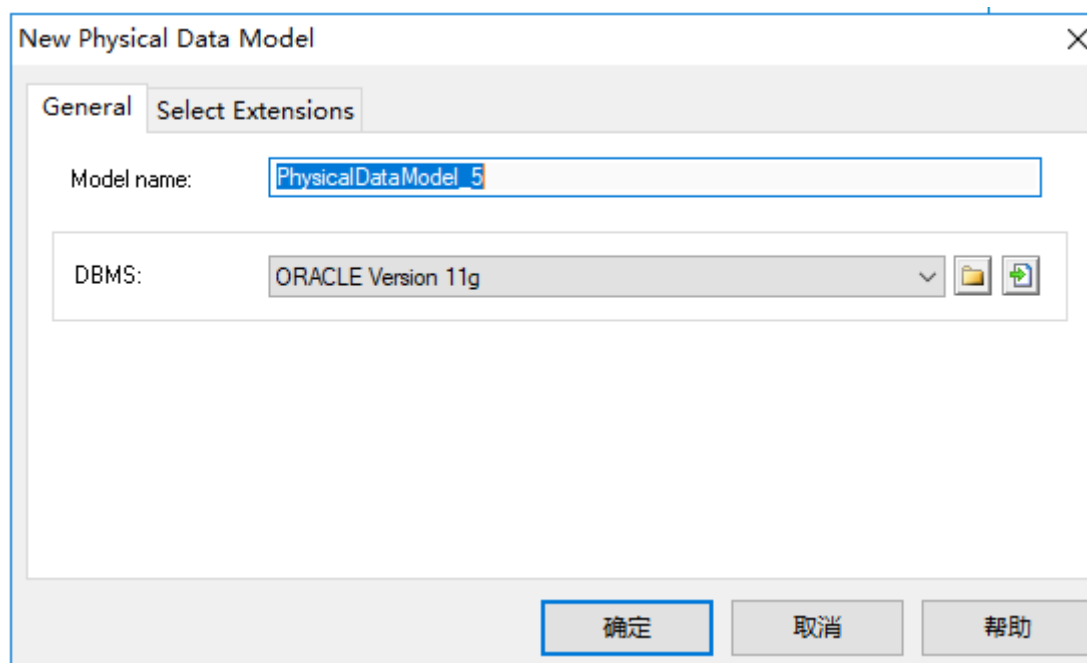 New Physical Data Model
General Select Extensions
Model name: PhysicalDataModel_5
DBMS: ORACLE Version 11g
确定 取消 帮助